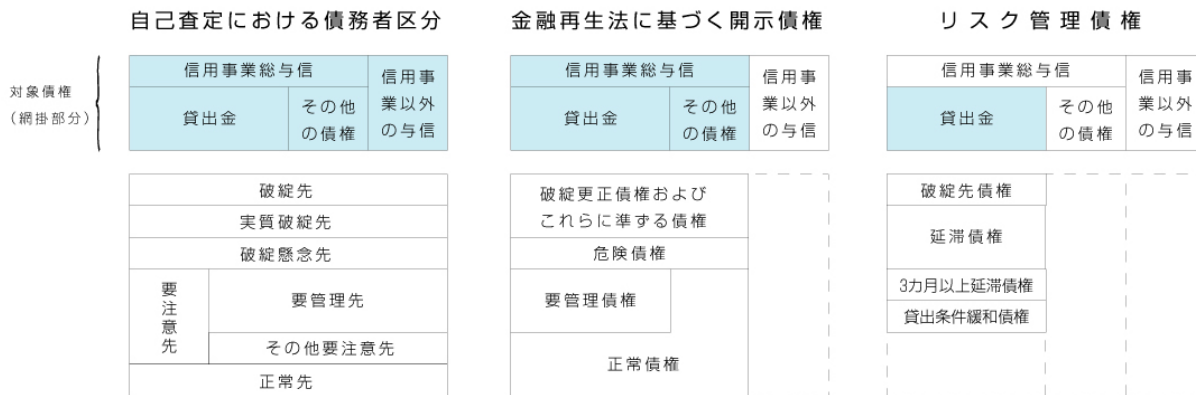 自己査定における債務者区分
金融再生法に基づく開示債権
リスク管理債権
対象債権
（網掛部分）
信用事業総与信
貸出金
その他
の債権
信用事
業以外
の与信
信用事業総与信
貸出金
その他
の債権
信用事
業以外
の与信
信用事業総与信
貸出金
その他
の債権
信用事
業以外
の与信
破綻先
実質破綻先
破綻懸念先
要注意先
要管理先
その他要注意先
正常先
破綻更正債権および
これらに準ずる債権
危険債権
要管理債権
正常債権
破綻先債権
延滞債権
3カ月以上延滞債権
貸出条件緩和債権